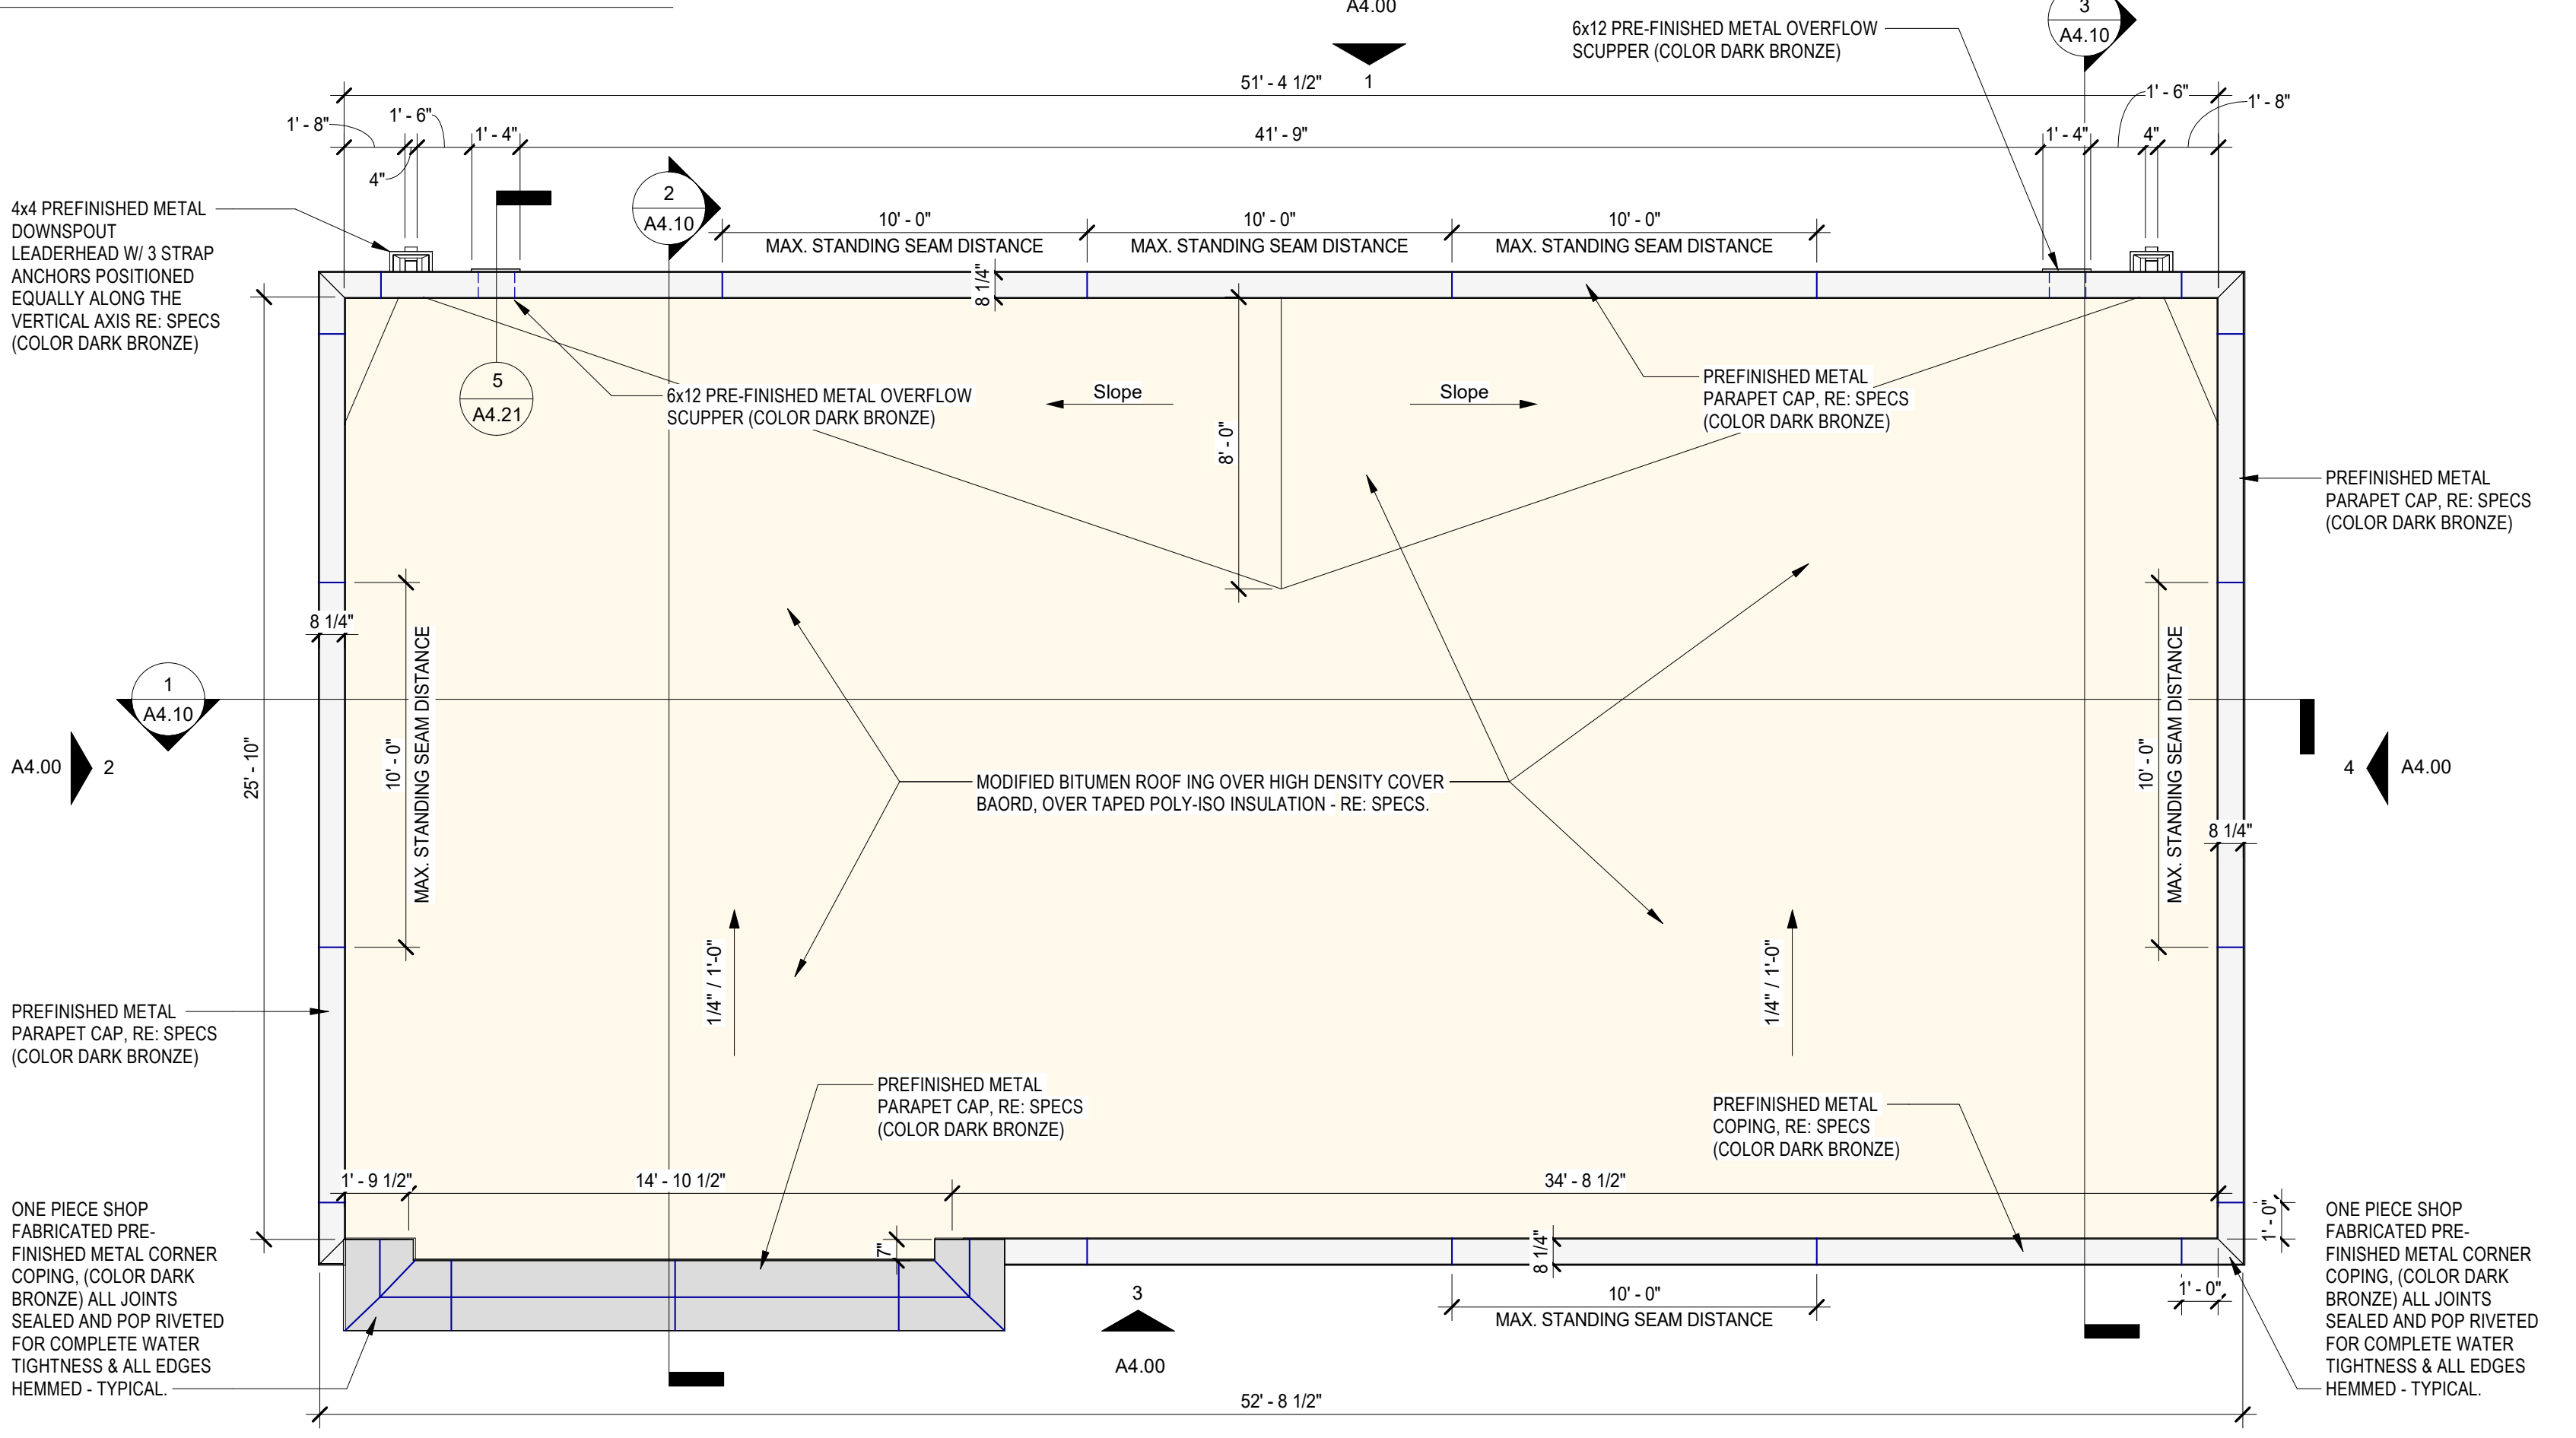 A4.00
1
3
A4.10
6x12 PRE-FINISHED METAL OVERFLOW
SCUPPER (COLOR DARK BRONZE)
51' - 4 1/2"
1' - 8"
1' - 6"
4"
1' - 4"
41' - 9"
1' - 4"
1' - 6"
4"
1' - 8"
2
A4.10
10' - 0"
MAX. STANDING SEAM DISTANCE
10' - 0"
MAX. STANDING SEAM DISTANCE
10' - 0"
MAX. STANDING SEAM DISTANCE
4x4 PREFINISHED METAL
DOWNSPOUT
LEADERHEAD W/ 3 STRAP
ANCHORS POSITIONED
EQUALLY ALONG THE
VERTICAL AXIS RE: SPECS
(COLOR DARK BRONZE)
8 1/4"
5
A4.21
6x12 PRE-FINISHED METAL OVERFLOW
SCUPPER (COLOR DARK BRONZE)
Slope
Slope
8' - 0"
PREFINISHED METAL
PARAPET CAP, RE: SPECS
(COLOR DARK BRONZE)
PREFINISHED METAL
PARAPET CAP, RE: SPECS
(COLOR DARK BRONZE)
8 1/4"
1
A4.10
A4.00
2
25' - 10"
10' - 0"
MAX. STANDING SEAM DISTANCE
MODIFIED BITUMEN ROOF ING OVER HIGH DENSITY COVER
BAORD, OVER TAPED POLY-ISO INSULATION - RE: SPECS.
10' - 0"
MAX. STANDING SEAM DISTANCE
8 1/4"
4
A4.00
1/4" / 1'-0"
1/4" / 1'-0"
PREFINISHED METAL
PARAPET CAP, RE: SPECS
(COLOR DARK BRONZE)
PREFINISHED METAL
PARAPET CAP, RE: SPECS
(COLOR DARK BRONZE)
PREFINISHED METAL
COPING, RE: SPECS
(COLOR DARK BRONZE)
1' - 9 1/2"
14' - 10 1/2"
34' - 8 1/2"
ONE PIECE SHOP
FABRICATED PRE-
FINISHED METAL CORNER
COPING, (COLOR DARK
BRONZE) ALL JOINTS
SEALED AND POP RIVETED
FOR COMPLETE WATER
TIGHTNESS & ALL EDGES
HEMMED - TYPICAL.
7"
8 1/4"
1' - 0"
1' - 0"
3
A4.00
10' - 0"
MAX. STANDING SEAM DISTANCE
ONE PIECE SHOP
FABRICATED PRE-
FINISHED METAL CORNER
COPING, (COLOR DARK
BRONZE) ALL JOINTS
SEALED AND POP RIVETED
FOR COMPLETE WATER
TIGHTNESS & ALL EDGES
HEMMED - TYPICAL.
52' - 8 1/2"